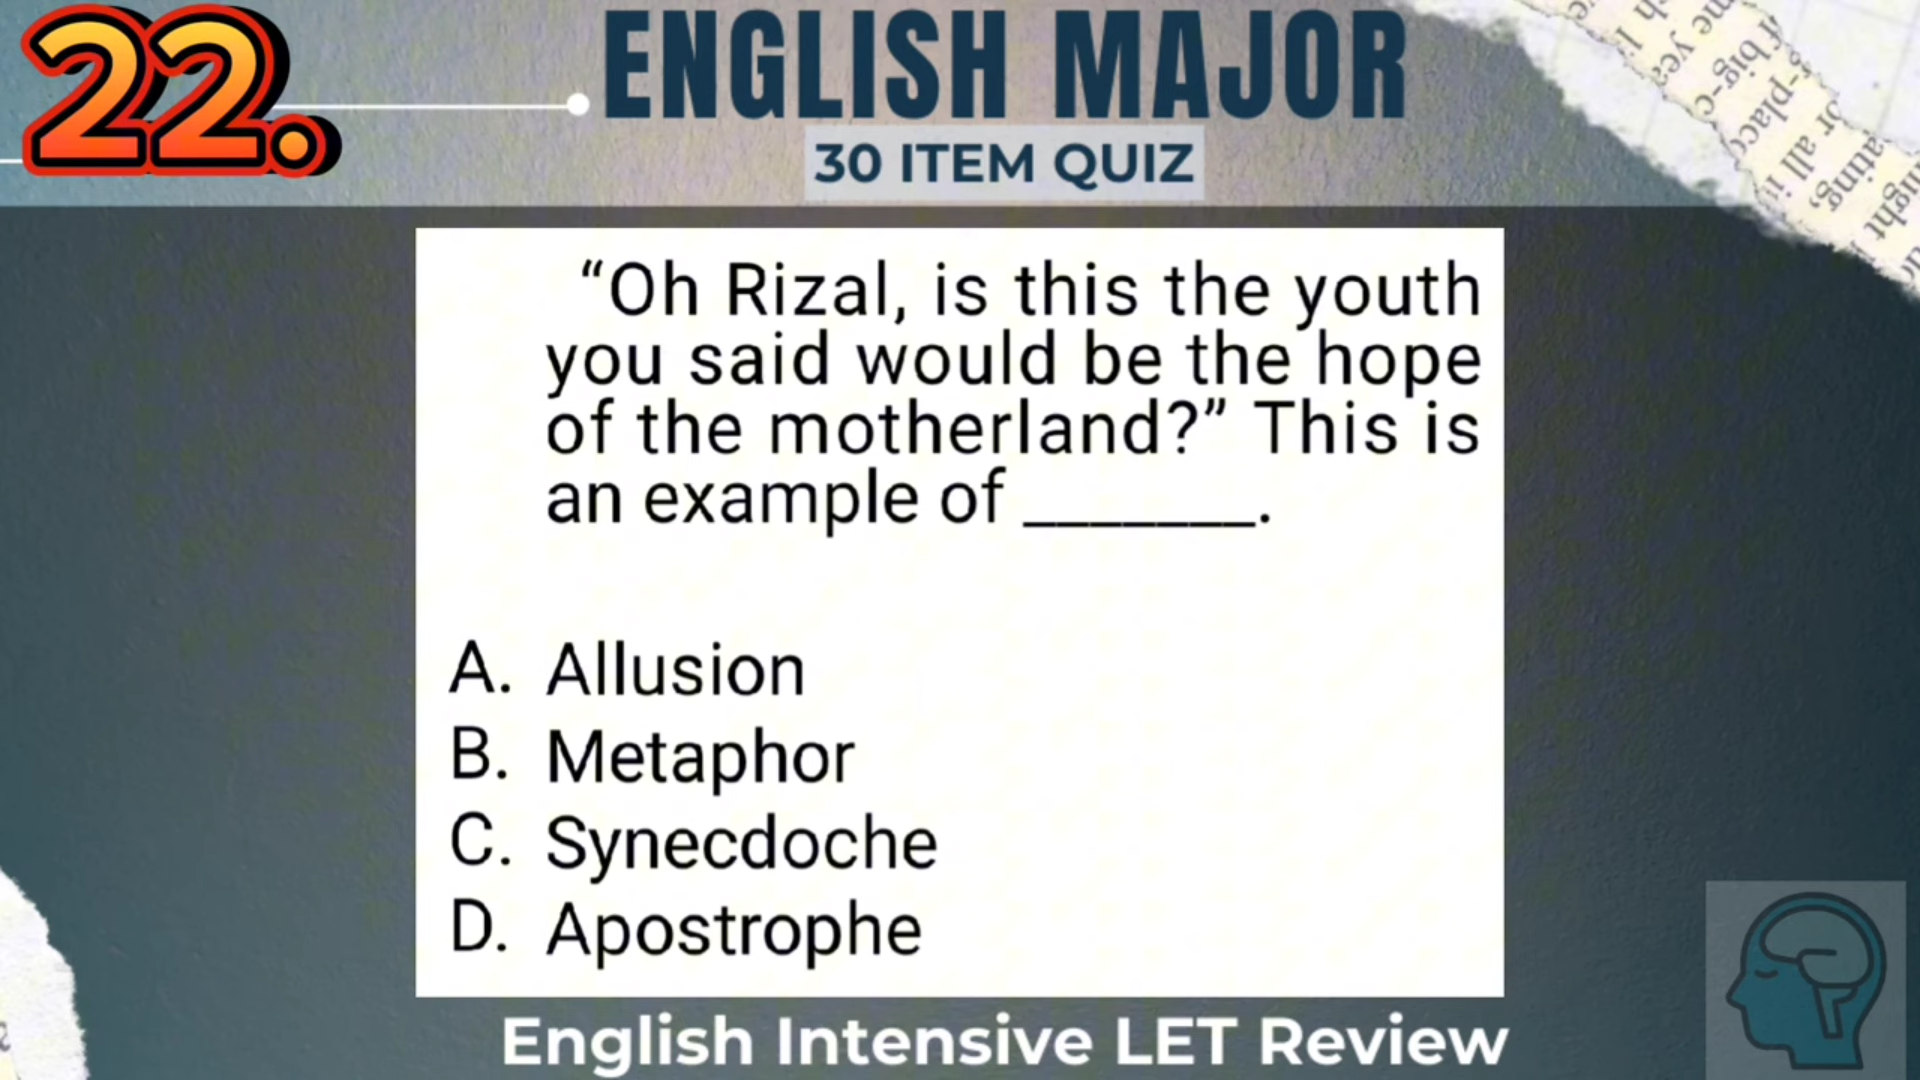 22.
ENGLISH MAJOR
30 ITEM QUIZ
“Oh Rizal, is this the youth
you said would be the hope
of the motherland?” This is
an example of _______.
A. Allusion
B. Metaphor
C. Synecdoche
D. Apostrophe
English Intensive LET Review